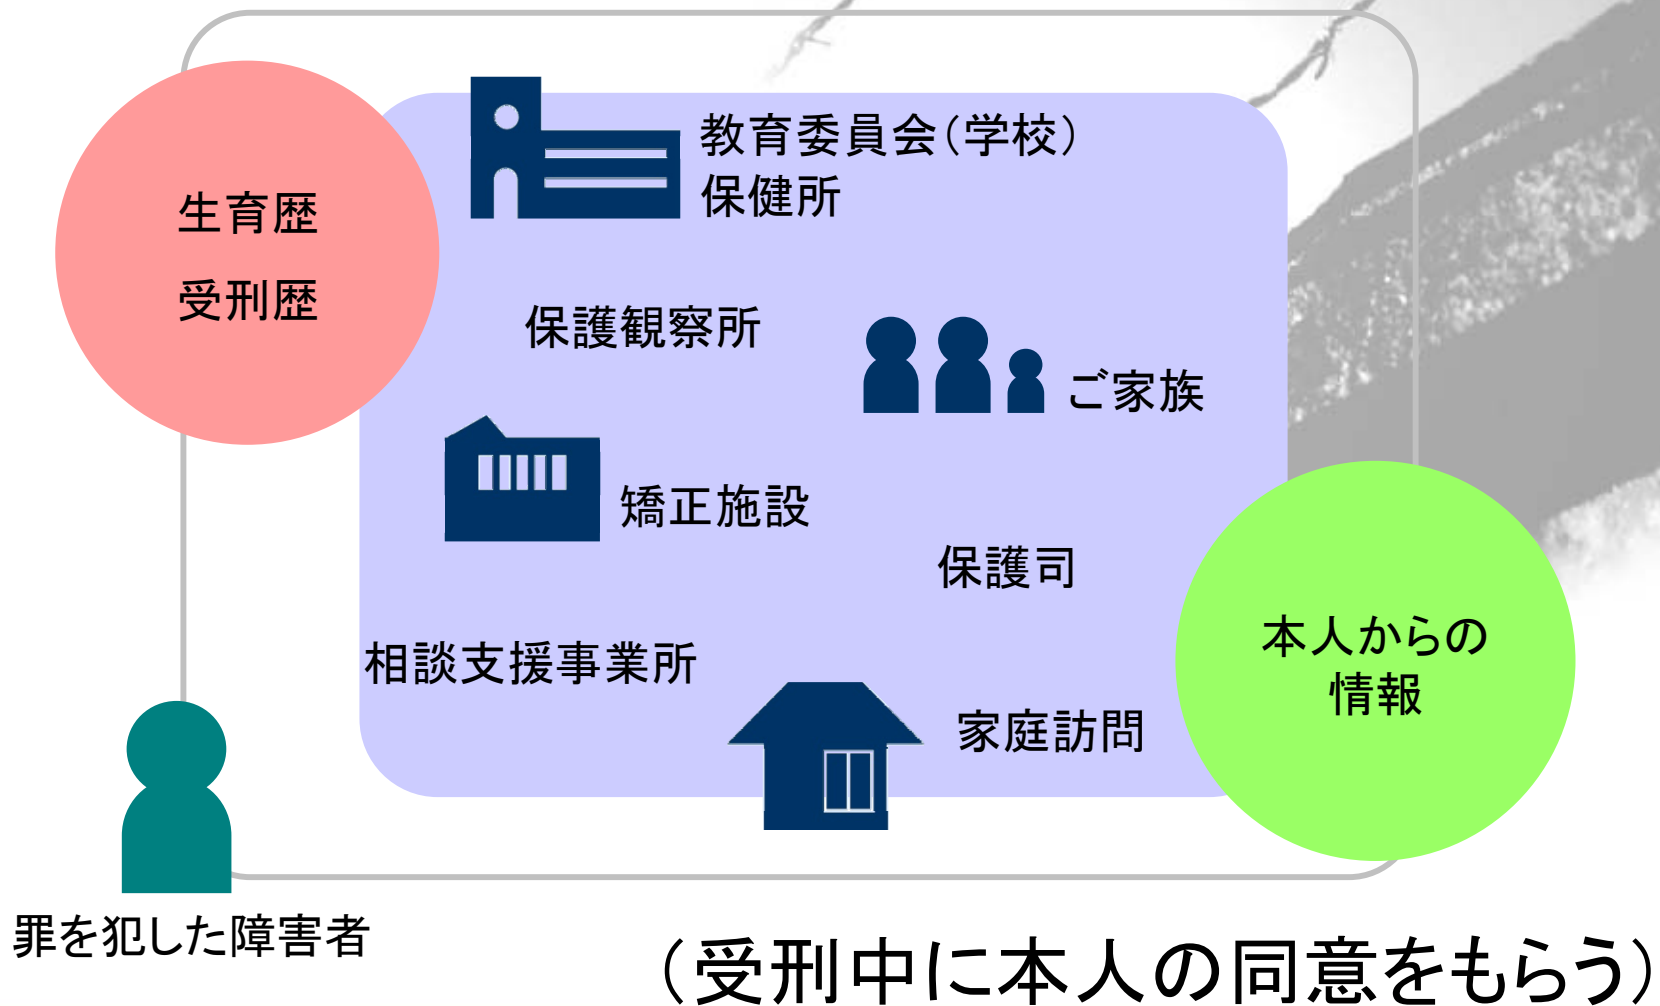 教育委員会（学校）
保健所
生育歴
受刑歴
保護観察所
ご家族
矯正施設
保護司
本人からの
情報
相談支援事業所
家庭訪問
罪を犯した障害者
（受刑中に本人の同意をもらう）